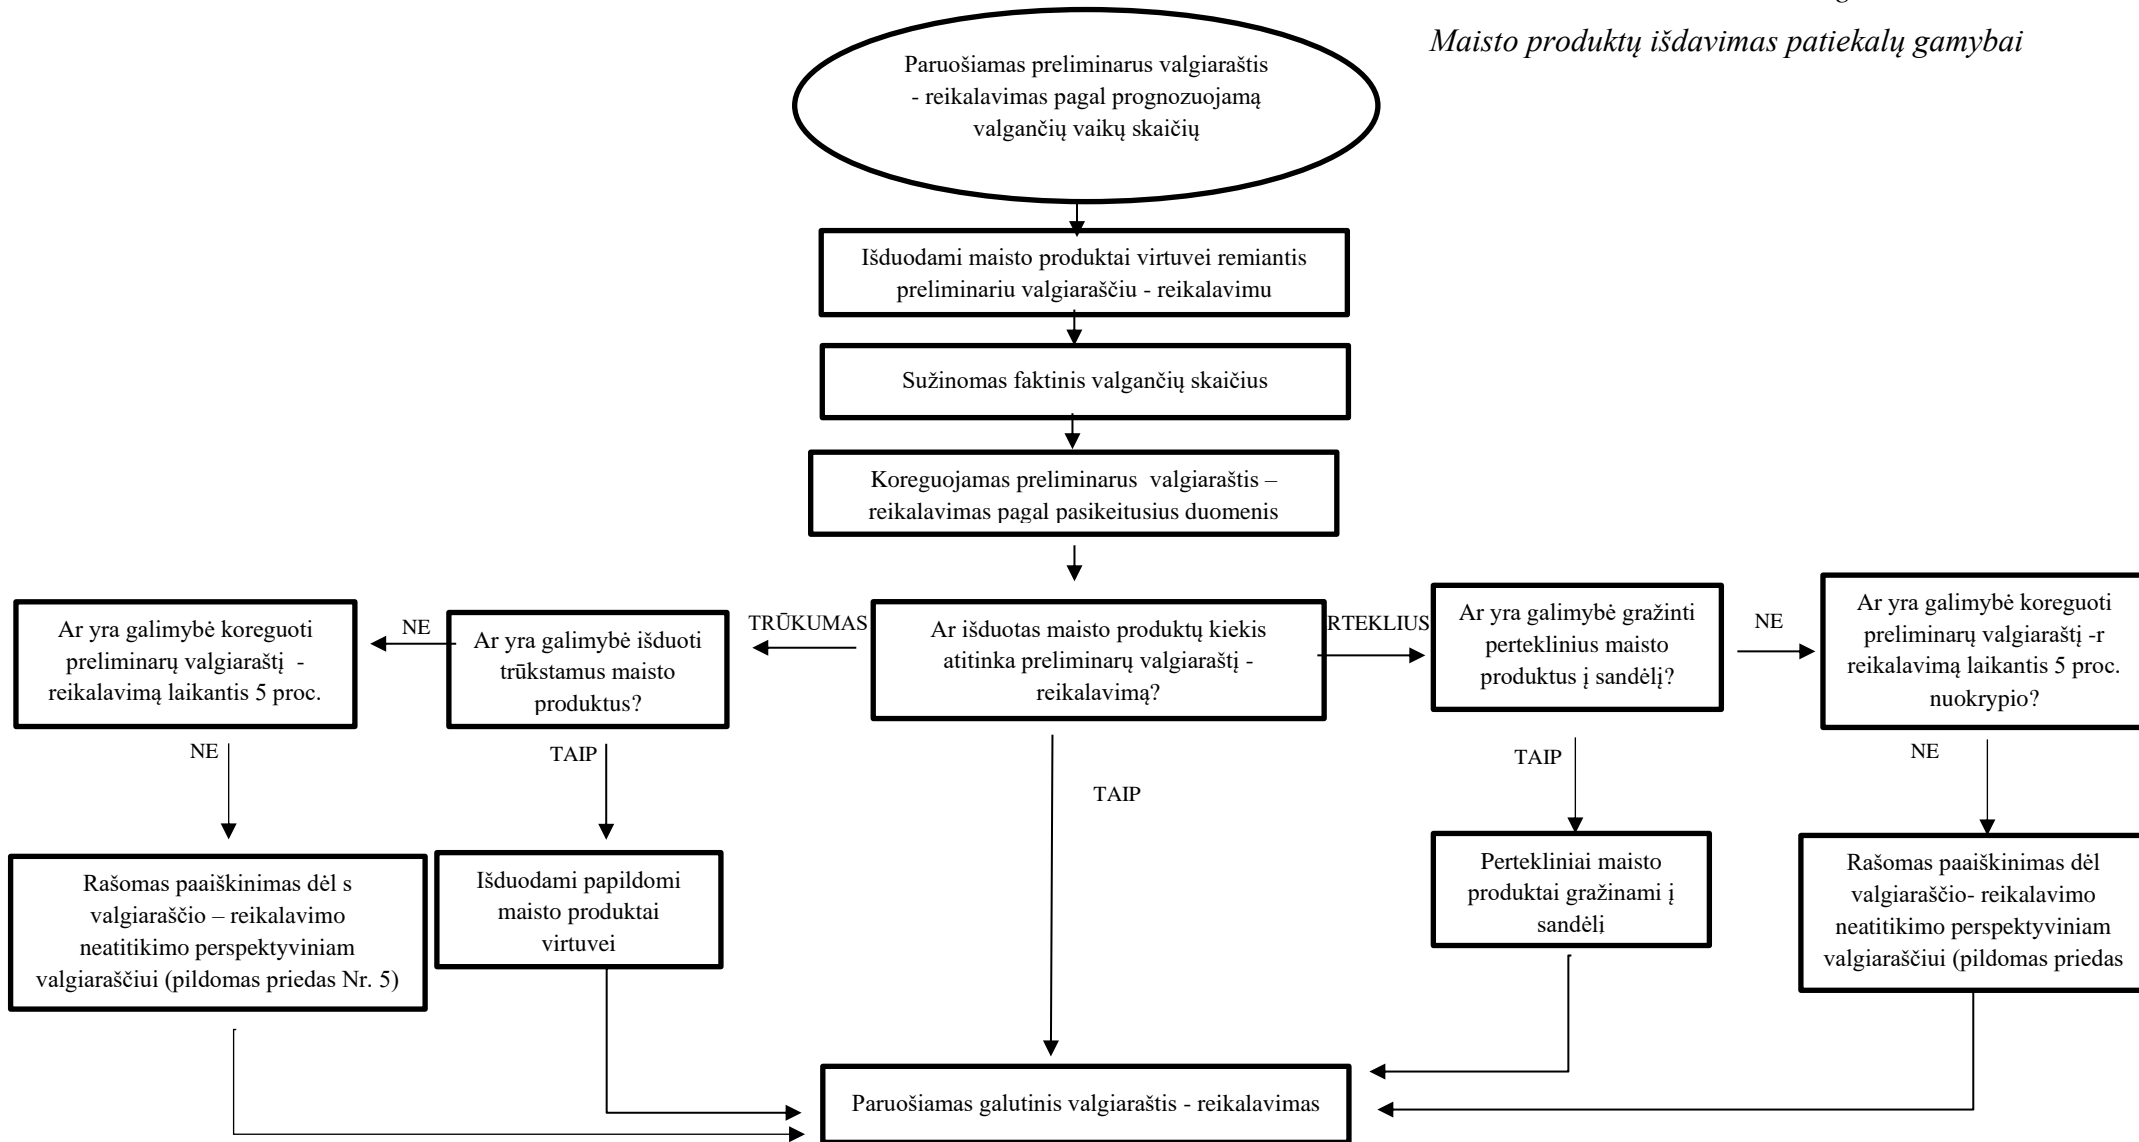 Maisto produktų išdavimas patiekalų gamybai
Paruošiamas preliminarus valgiaraštis
- reikalavimas pagal prognozuojamą
valgančių vaikų skaičių
Išduodami maisto produktai virtuvei remiantis
preliminariu valgiaraščiu - reikalavimu
Sužinomas faktinis valgančių skaičius
Koreguojamas preliminarus valgiaraštis –
reikalavimas pagal pasikeitusius duomenis
Ar yra galimybė koreguoti
preliminarų valgiaraštį -
reikalavimą laikantis 5 proc.
NE
Ar yra galimybė išduoti
trūkstamus maisto
produktus?
TRŪKUMAS
Ar išduotas maisto produktų kiekis
atitinka preliminarų valgiaraštį -
reikalavimą?
RTEKLIUS
Ar yra galimybė gražinti
perteklinius maisto
produktus į sandėlį?
NE
Ar yra galimybė koreguoti
preliminarų valgiaraštį -r
reikalavimą laikantis 5 proc.
nuokrypio?
NE
TAIP
TAIP
TAIP
NE
Rašomas paaiškinimas dėl s
valgiaraščio – reikalavimo
neatitikimo perspektyviniam
valgiaraščiui (pildomas priedas Nr. 5)
Išduodami papildomi
maisto produktai
virtuvei
Pertekliniai maisto
produktai gražinami į
sandėlį
Rašomas paaiškinimas dėl
valgiaraščio- reikalavimo
neatitikimo perspektyviniam
valgiaraščiui (pildomas priedas
Paruošiamas galutinis valgiaraštis - reikalavimas